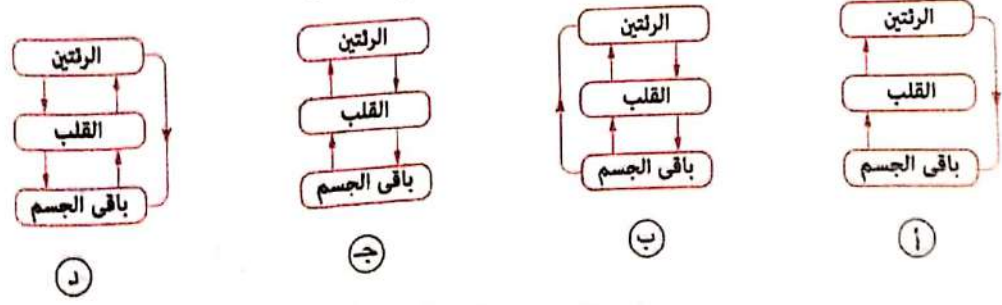 الرئتين
القلب
باقى الجسم
أ
الرئتين
القلب
باقى الجسم
ب
الرئتين
القلب
باقى الجسم
جـ
الرئتين
القلب
باقى الجسم
د